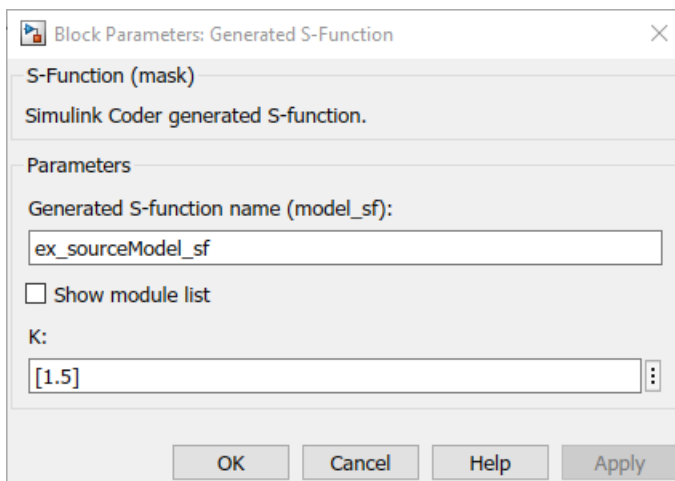 Block Parameters: Generated S-Function
S-Function (mask)
Simulink Coder generated S-function.
Parameters
Generated S-function name (model_sf):
ex_sourceModel_sf
Show module list
K:
[1.5]
OK Cancel Help Apply